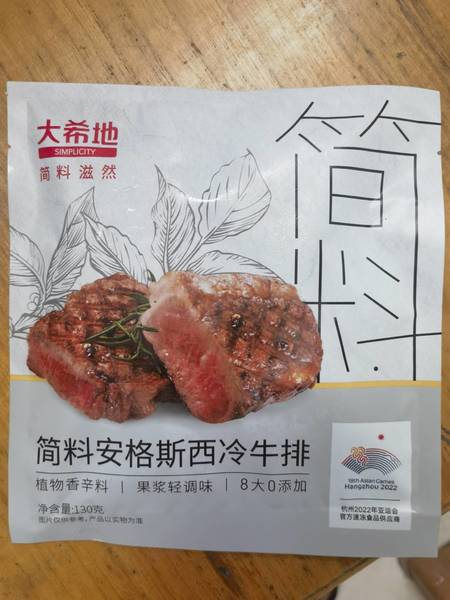 大希地
SIMPLICITY
简料滋然
简料
简料安格斯西冷牛排
植物香辛料 | 果浆轻调味 | 8大0添加
净含量:130克
图片仅供参考,产品以实物为准
19th Asian Games
Hangzhou 2022
杭州2022年亚运会
官方速冻食品供应商